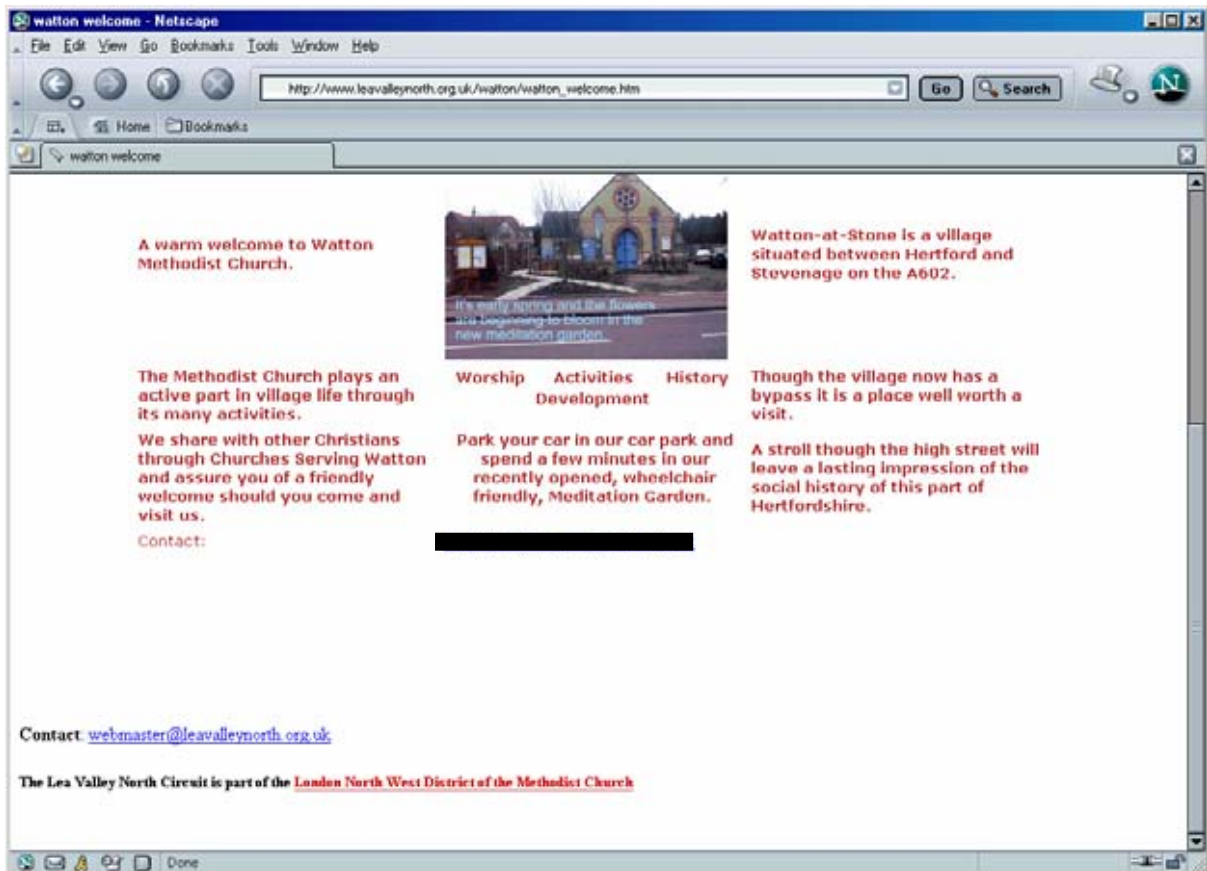 watton welcome - Netscape
File Edit View Go Bookmarks Tools Window Help
http://www.leavalleynorth.org.uk/watton/watton_welcome.htm Go Search N
Home Bookmarks
watton welcome
A warm welcome to Watton
Methodist Church.
It's early spring and the flowers
are beginning to bloom in the
new meditation garden.
Watton-at-Stone is a village
situated between Hertford and
Stevenage on the A602.
The Methodist Church plays an
active part in village life through
its many activities.
Worship Activities History
Development
Though the village now has a
bypass it is a place well worth a
visit.
We share with other Christians
through Churches Serving Watton
and assure you of a friendly
welcome should you come and
visit us.
Park your car in our car park and
spend a few minutes in our
recently opened, wheelchair
friendly, Meditation Garden.
A stroll though the high street will
leave a lasting impression of the
social history of this part of
Hertfordshire.
Contact:
Contact: webmaster@leavalleynorth.org.uk
The Lea Valley North Circuit is part of the London North West District of the Methodist Church
Done